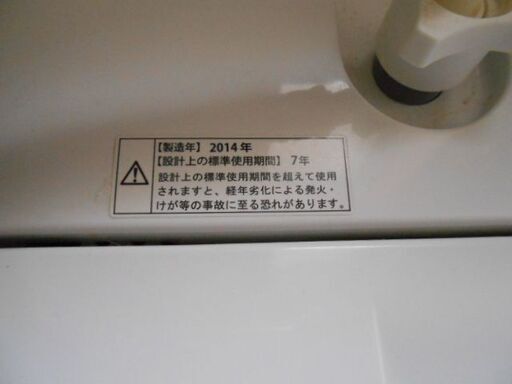 【製造年】 2014年
【設計上の標準使用期間】 7年
設計上の標準使用期間を超えて使用
されますと、経年劣化による発火・
けが等の事故に至る恐れがあります。